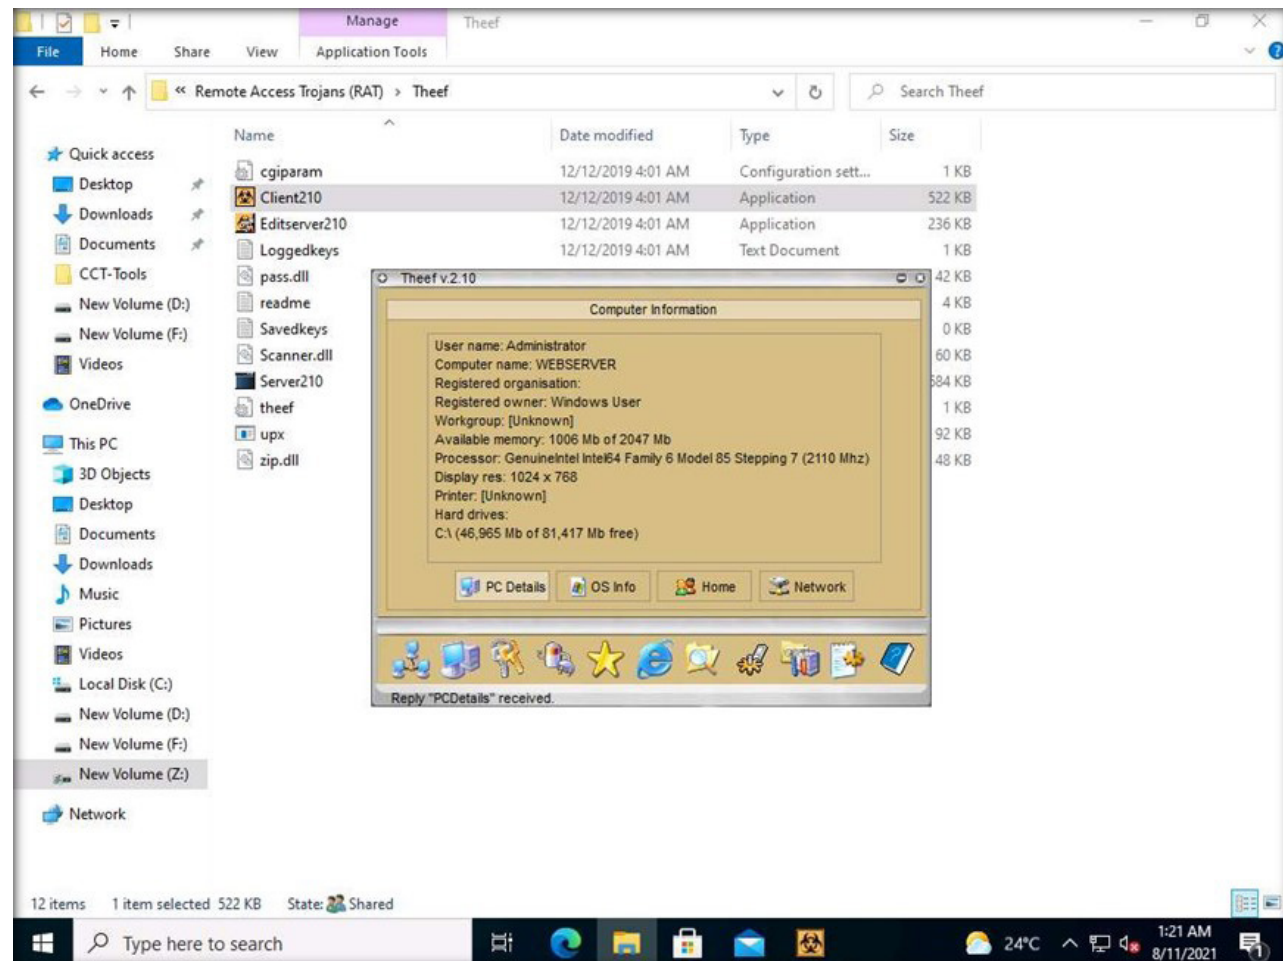 Manage Theef
File Home Share View Application Tools
« Remote Access Trojans (RAT) > Theef Search Theef
Name Date modified Type Size
Quick access
Desktop
Downloads
Documents
CCT-Tools
New Volume (D:)
New Volume (F:)
Videos
OneDrive
This PC
3D Objects
Desktop
Documents
Downloads
Music
Pictures
Videos
Local Disk (C:)
New Volume (D:)
New Volume (F:)
New Volume (Z:)
Network
cgiparam 12/12/2019 4:01 AM Configuration sett... 1 KB
Client210 12/12/2019 4:01 AM Application 522 KB
Editserver210 12/12/2019 4:01 AM Application 236 KB
Loggedkeys 12/12/2019 4:01 AM Text Document 1 KB
pass.dll 42 KB
readme 4 KB
Savedkeys 0 KB
Scanner.dll 60 KB
Server210 584 KB
theef 1 KB
upx 92 KB
zip.dll 48 KB
Theef v.2.10
Computer Information
User name: Administrator
Computer name: WEBSERVER
Registered organisation:
Registered owner: Windows User
Workgroup: [Unknown]
Available memory: 1006 Mb of 2047 Mb
Processor: GenuineIntel Intel64 Family 6 Model 85 Stepping 7 (2110 Mhz)
Display res: 1024 x 768
Printer: [Unknown]
Hard drives:
C:\ (46,965 Mb of 81,417 Mb free)
PC Details OS Info Home Network
Reply "PCDetails" received.
12 items 1 item selected 522 KB State: Shared
Type here to search 24°C 1:21 AM
8/11/2021